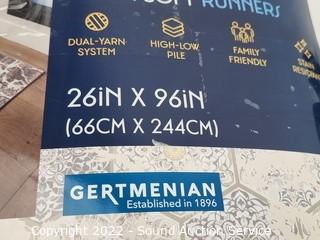 RUNNERS
DUAL-YARN
SYSTEM
HIGH-LOW
PILE
FAMILY
FRIENDLY
STAIN
26iN X 96iN
(66CM X 244CM)
GERTMENIAN
Established in 1896
Copyright 2022 - Sound Auction Service